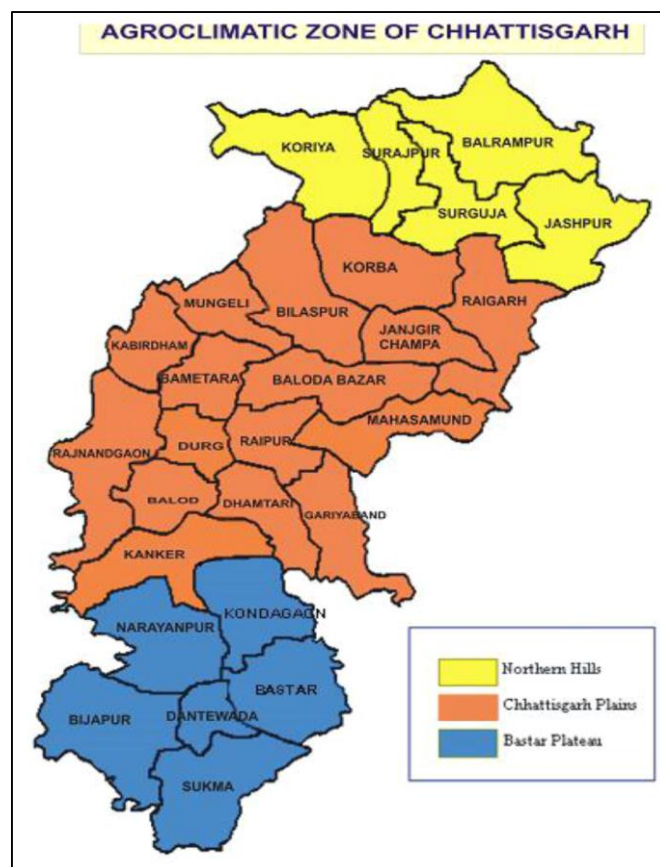 AGROCLIMATIC ZONE OF CHHATTISGARH
KORIYA
SURAJPUR
BALRAMPUR
SURGUJA
JASHPUR
KORBA
RAIGARH
MUNGELI
BILASPUR
JANJGIR
CHAMPA
KABIRDHAM
BAMETARA
BALODA BAZAR
MAHASAMUND
DURG
RAIPUR
RAJNANDGAON
BALOD
DHAMTARI
GARIYABAND
KANKER
KONDAGAON
NARAYANPUR
BASTAR
BIJAPUR
DANTEWADA
SUKMA
Northern Hills
Chhattisgarh Plains
Bastar Plateau